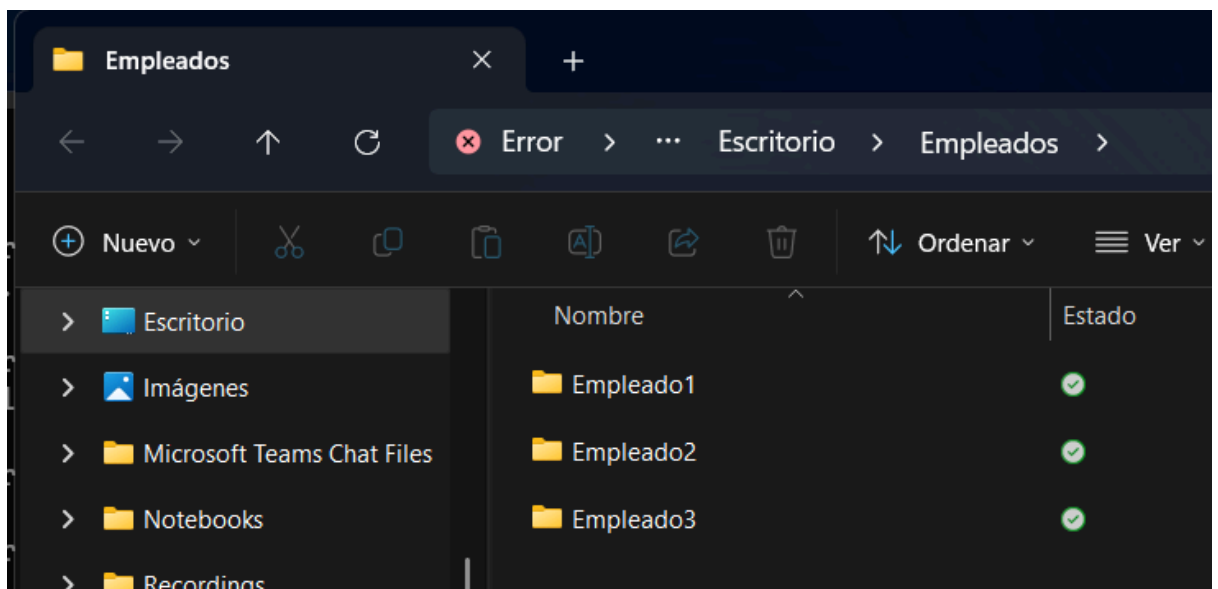 Empleados
Error > ··· Escritorio > Empleados >
Nuevo Ordenar Ver
Escritorio
Imágenes
Microsoft Teams Chat Files
Notebooks
Recordings
Nombre Estado
Empleado1
Empleado2
Empleado3